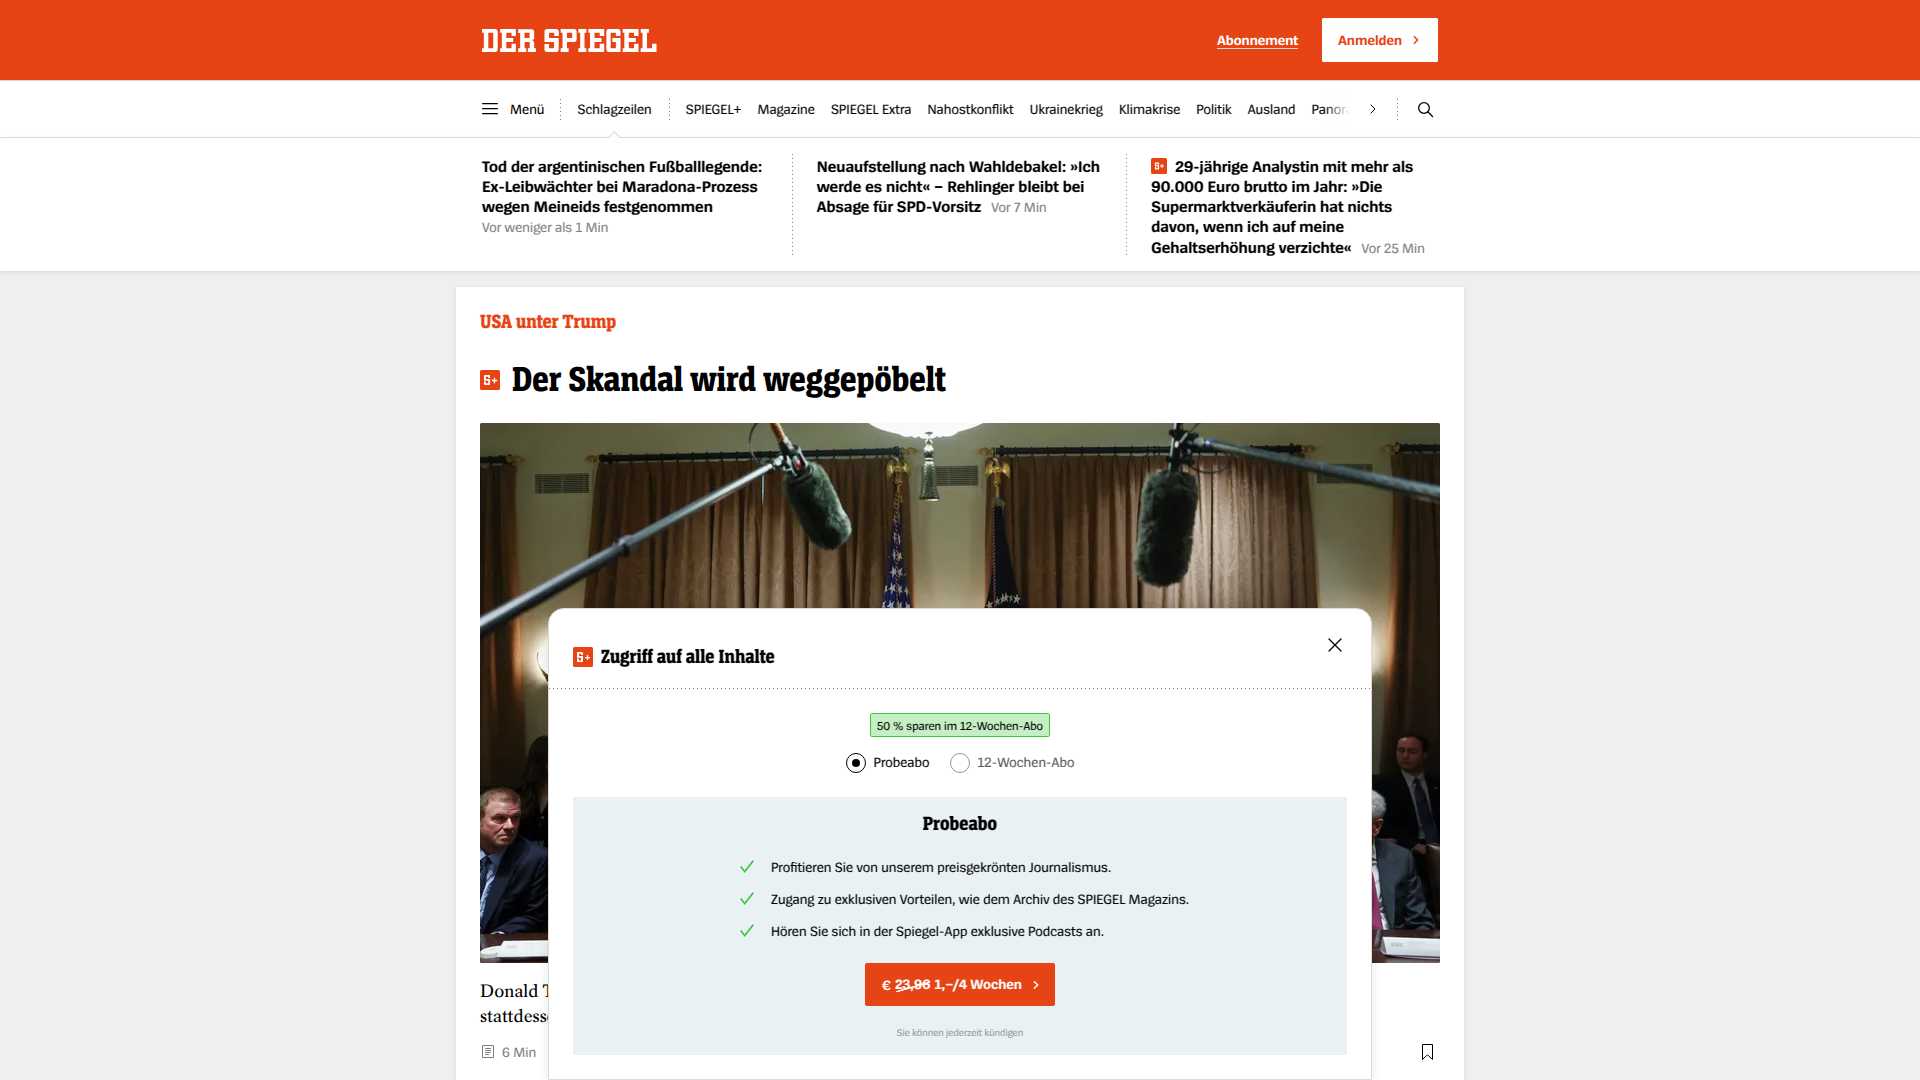 DER SPIEGEL
Abonnement
Anmelden
Menü
Schlagzeilen
SPIEGEL+
Magazine
SPIEGEL Extra
Nahostkonflikt
Ukrainekrieg
Klimakrise
Politik
Ausland
Panor
Tod der argentinischen Fußballlegende:
Ex-Leibwächter bei Maradona-Prozess
wegen Meineids festgenommen
Vor weniger als 1 Min
Neuaufstellung nach Wahldebakel: »Ich
werde es nicht« – Rehlinger bleibt bei
Absage für SPD-Vorsitz Vor 7 Min
S+ 29-jährige Analystin mit mehr als
90.000 Euro brutto im Jahr: »Die
Supermarktverkäuferin hat nichts
davon, wenn ich auf meine
Gehaltserhöhung verzichte« Vor 25 Min
USA unter Trump
S+ Der Skandal wird weggepöbelt
S+ Zugriff auf alle Inhalte
50 % sparen im 12-Wochen-Abo
Probeabo
12-Wochen-Abo
Probeabo
Profitieren Sie von unserem preisgekrönten Journalismus.
Zugang zu exklusiven Vorteilen, wie dem Archiv des SPIEGEL Magazins.
Hören Sie sich in der Spiegel-App exklusive Podcasts an.
€ 23,96 1,–/4 Wochen
Sie können jederzeit kündigen
Donald
stattdess
6 Min